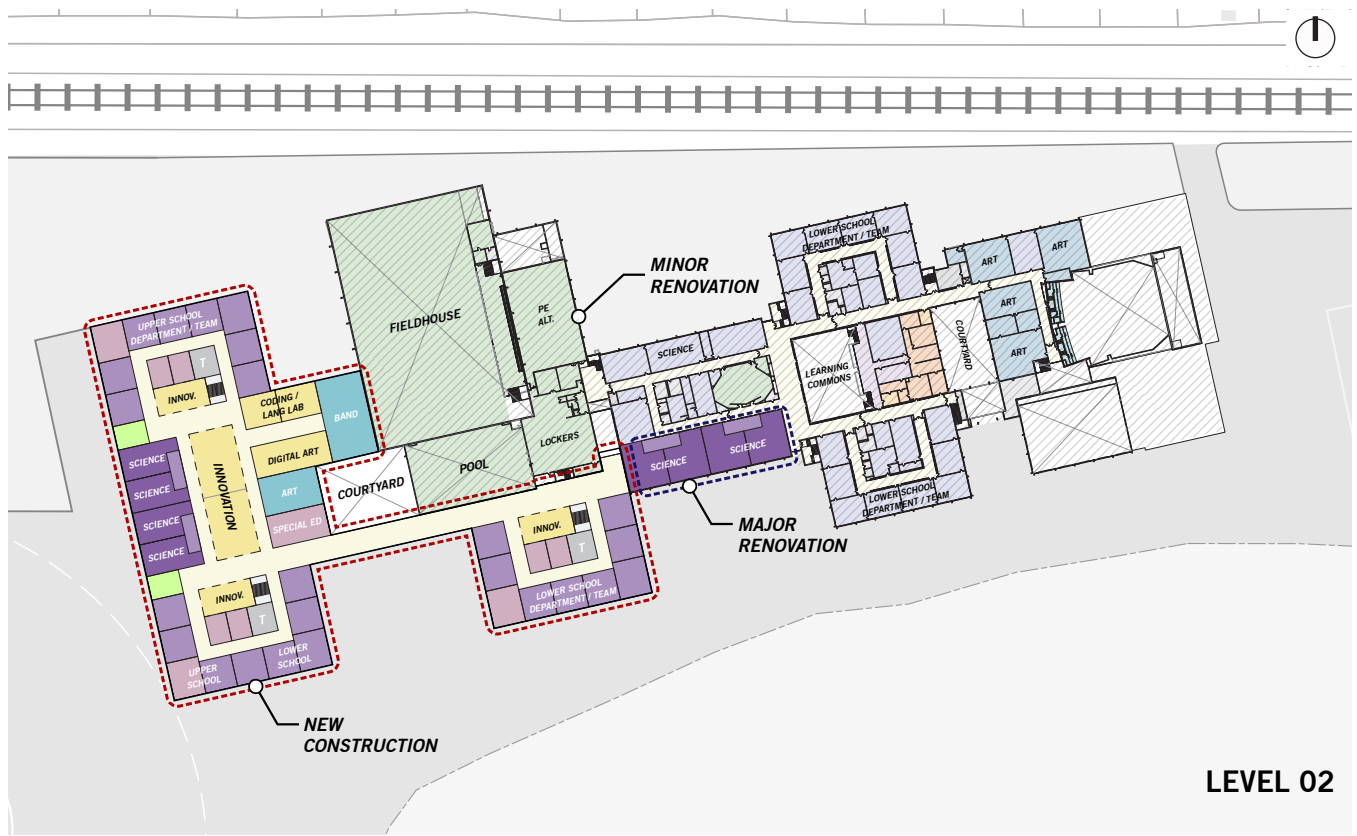 LOWER SCHOOL
DEPARTMENT / TEAM
ART
ART
MINOR
RENOVATION
UPPER SCHOOL
DEPARTMENT / TEAM
FIELDHOUSE
PE
ALT.
ART
SCIENCE
COURTYARD
T
INNOV.
LEARNING
COMMONS
ART
CODING /
LANG LAB
BAND
LOCKERS
SCIENCE
SCIENCE
SCIENCE
DIGITAL ART
POOL
SCIENCE
SCIENCE
INNOVATION
ART
COURTYARD
LOWER SCHOOL
DEPARTMENT / TEAM
SCIENCE
SPECIAL ED
INNOV.
T
MAJOR
RENOVATION
SCIENCE
INNOV.
T
LOWER SCHOOL
DEPARTMENT / TEAM
UPPER
SCHOOL
LOWER
SCHOOL
NEW
CONSTRUCTION
LEVEL 02